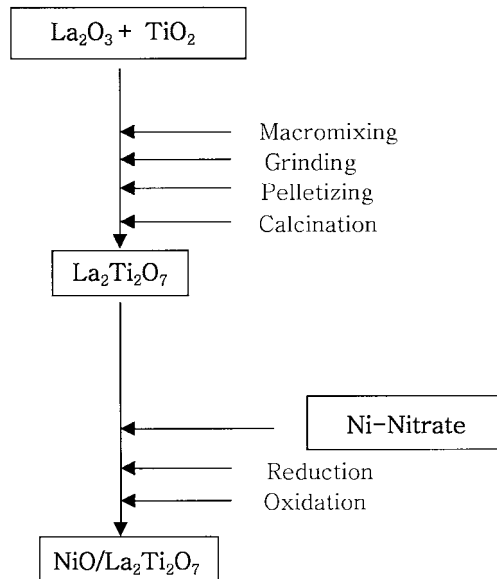 La₂O₃ + TiO₂
Macromixing
Grinding
Pelletizing
Calcination
La₂Ti₂O₇
Ni-Nitrate
Reduction
Oxidation
NiO/La₂Ti₂O₇